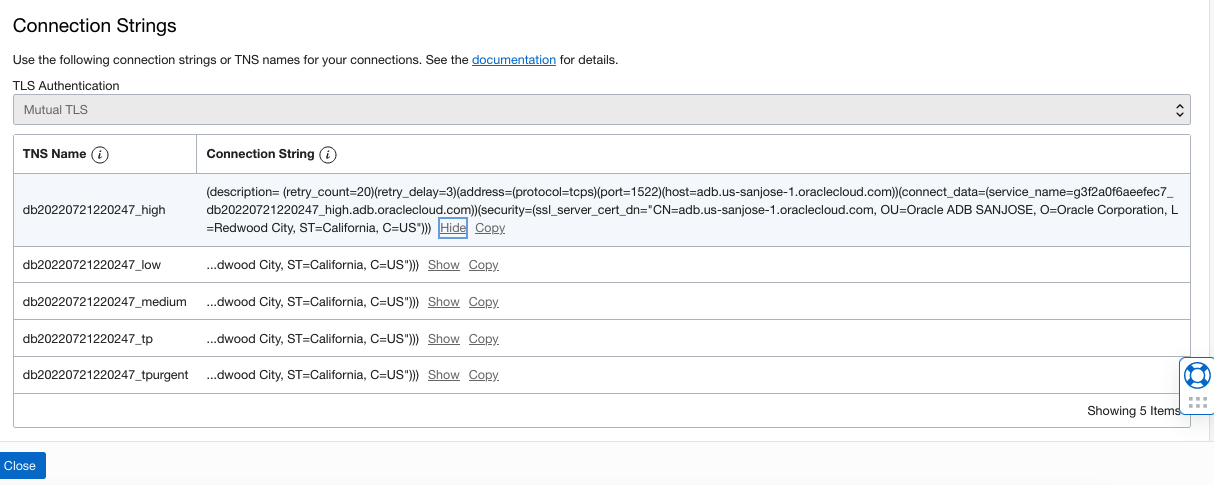 Connection Strings
Use the following connection strings or TNS names for your connections. See the documentation for details.
TLS Authentication
Mutual TLS
TNS Name i Connection String i
(description= (retry_count=20)(retry_delay=3)(address=(protocol=tcps)(port=1522)(host=adb.us-sanjose-1.oraclecloud.com))(connect_data=(service_name=g3f2a0f6aeefec7_
db20220721220247_high db20220721220247_high.adb.oraclecloud.com))(security=(ssl_server_cert_dn="CN=adb.us-sanjose-1.oraclecloud.com, OU=Oracle ADB SANJOSE, O=Oracle Corporation, L
=Redwood City, ST=California, C=US"))) Hide Copy
db20220721220247_low ...dwood City, ST=California, C=US"))) Show Copy
db20220721220247_medium ...dwood City, ST=California, C=US"))) Show Copy
db20220721220247_tp ...dwood City, ST=California, C=US"))) Show Copy
db20220721220247_tpurgent ...dwood City, ST=California, C=US"))) Show Copy
Showing 5 Items
Close